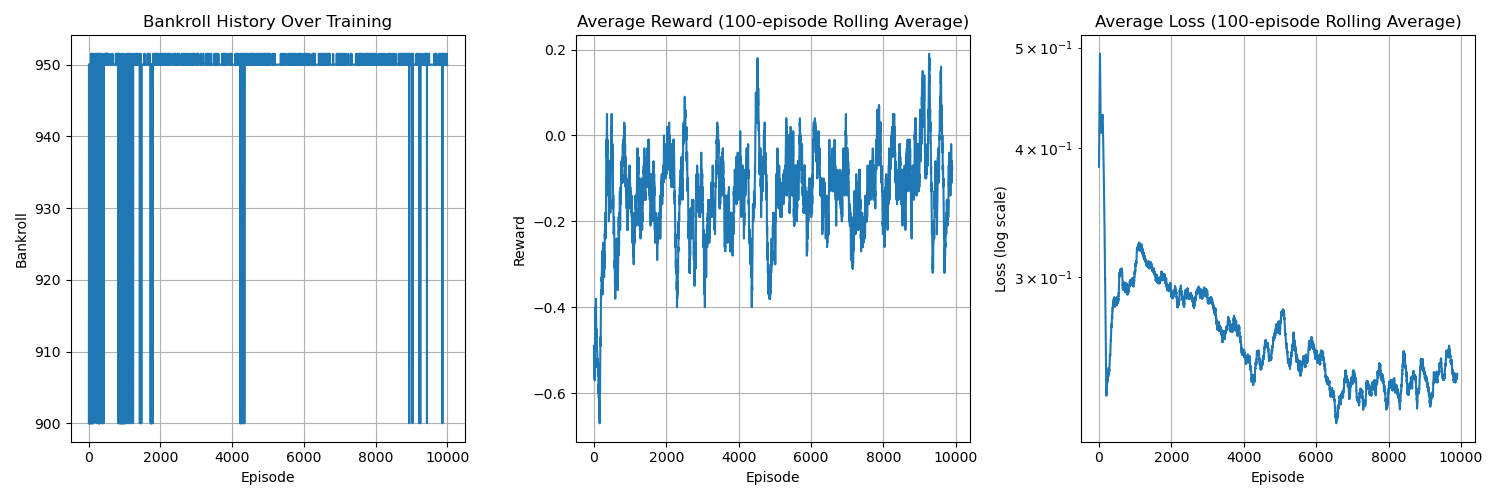 Bankroll History Over Training
950
940
930
920
910
900
Bankroll
0 2000 4000 6000 8000 10000
Episode
Average Reward (100-episode Rolling Average)
0.2
0.0
−0.2
−0.4
−0.6
Reward
0 2000 4000 6000 8000 10000
Episode
Average Loss (100-episode Rolling Average)
5 × 10⁻¹
4 × 10⁻¹
3 × 10⁻¹
Loss (log scale)
0 2000 4000 6000 8000 10000
Episode